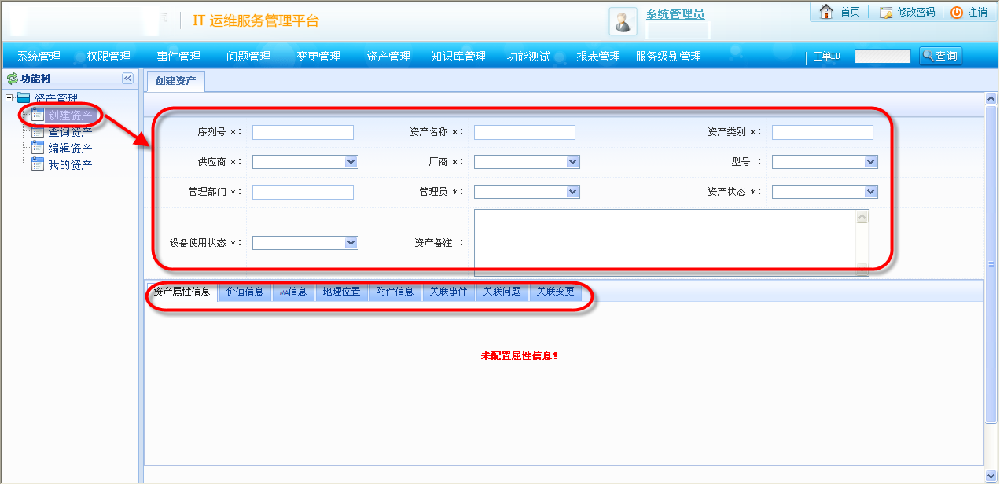 IT 运维服务管理平台
系统管理员
首页 修改密码 注销
系统管理 权限管理 事件管理 问题管理 变更管理 资产管理 知识库管理 功能测试 报表管理 服务级别管理 工单ID 查询
功能树
创建资产
资产管理
创建资产
查询资产
编辑资产
我的资产
序列号 *: 资产名称 *: 资产类别 *:
供应商 *: 厂商 *: 型号 :
管理部门 *: 管理员 *: 资产状态 *:
设备使用状态 *: 资产备注 :
资产属性信息 价值信息 MA信息 地理位置 附件信息 关联事件 关联问题 关联变更
未配置属性信息!